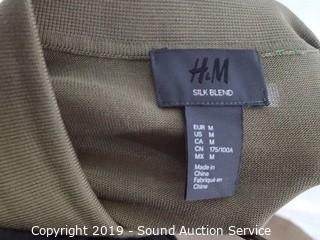 H&M
SILK BLEND
EUR M
US M
CA M
CN 175/100A
MX M
Made in
China
Fabriqué en
Chine
Copyright 2019 - Sound Auction Service